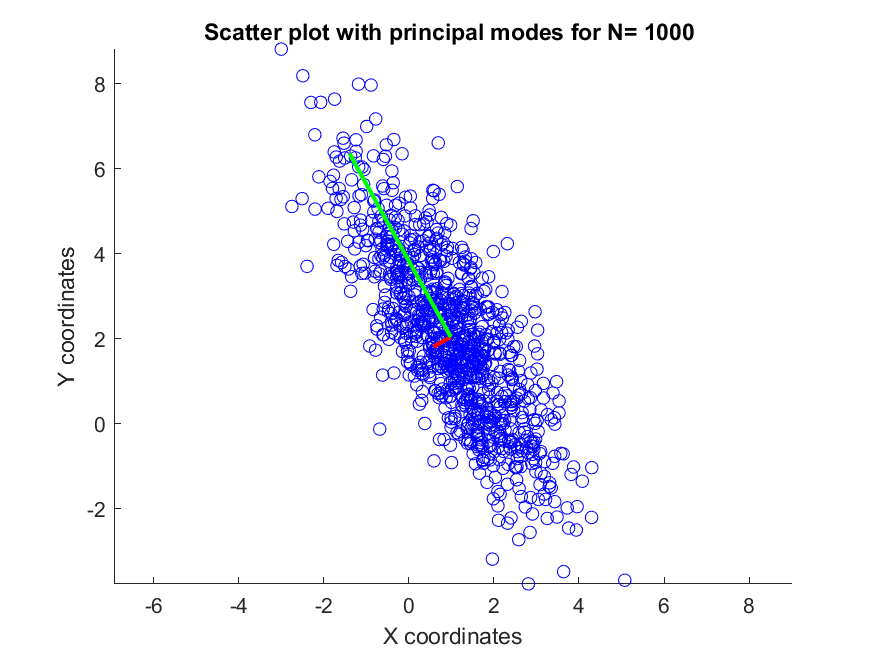 Scatter plot with principal modes for N= 1000
8
6
4
2
0
-2
Y coordinates
-6 -4 -2 0 2 4 6 8
X coordinates